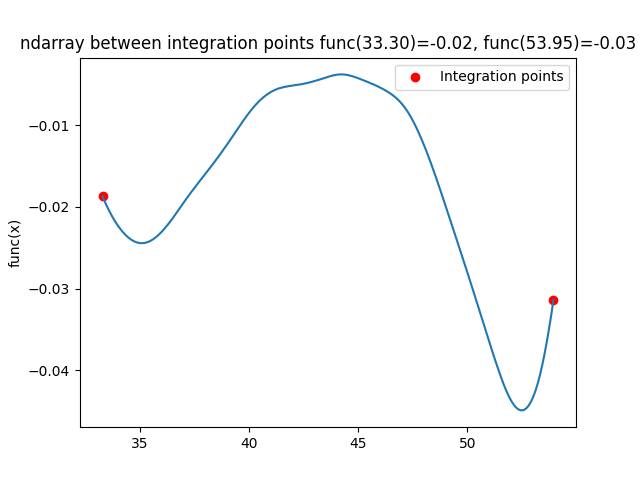 ndarray between integration points func(33.30)=-0.02, func(53.95)=-0.03
Integration points
func(x)
−0.01
−0.02
−0.03
−0.04
35
40
45
50